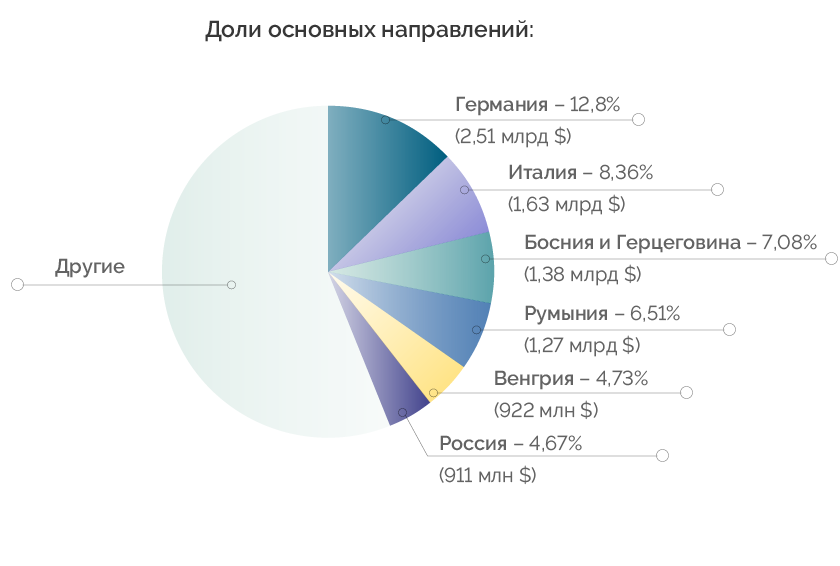 Доли основных направлений:
Германия – 12,8%
(2,51 млрд $)
Италия – 8,36%
(1,63 млрд $)
Босния и Герцеговина – 7,08%
(1,38 млрд $)
Другие
Румыния – 6,51%
(1,27 млрд $)
Венгрия – 4,73%
(922 млн $)
Россия – 4,67%
(911 млн $)